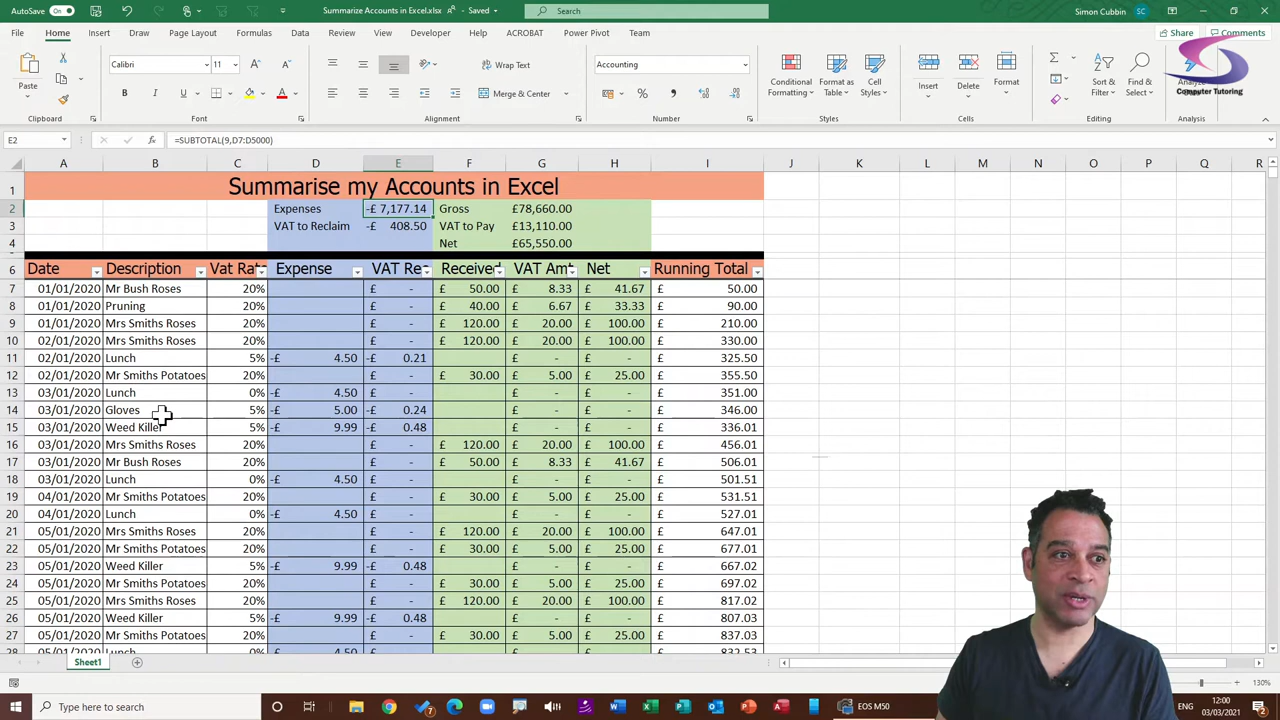 AutoSave On Summarize my Accounts in Excel.xlsx - Saved Search Simon Cubbin SC
File Home Insert Draw Page Layout Formulas Data Review View Developer Help ACROBAT Power Pivot Team Share Comments
Paste Calibri 11 Wrap Text Merge & Center Accounting Conditional Formatting Format as Table Cell Styles Insert Delete Format Sort & Filter Find & Select
Computer Tutoring
Clipboard Font Alignment Number Styles Cells Editing
E2 fx =SUBTOTAL(9,D7:D5000)
A B C D E F G H I J K L M N O P Q R
1 Summarise my Accounts in Excel
2 Expenses -£ 7,177.14 Gross £78,660.00
3 VAT to Reclaim -£ 408.50 VAT to Pay £13,110.00
4 Net £65,550.00
6 Date Description Vat Rate Expense VAT Rec Received VAT Amt Net Running Total
7 01/01/2020 Mr Bush Roses 20% £ - £ 50.00 £ 8.33 £ 41.67 £ 50.00
8 01/01/2020 Pruning 20% £ - £ 40.00 £ 6.67 £ 33.33 £ 90.00
9 01/01/2020 Mrs Smiths Roses 20% £ - £ 120.00 £ 20.00 £ 100.00 £ 210.00
10 02/01/2020 Mrs Smiths Roses 20% £ - £ 120.00 £ 20.00 £ 100.00 £ 330.00
11 02/01/2020 Lunch 5% -£ 4.50 -£ 0.21 £ - £ - £ 325.50
12 02/01/2020 Mr Smiths Potatoes 20% £ - £ 30.00 £ 5.00 £ 25.00 £ 355.50
13 03/01/2020 Lunch 0% -£ 4.50 £ - £ - £ - £ 351.00
14 03/01/2020 Gloves 5% -£ 5.00 -£ 0.24 £ - £ - £ 346.00
15 03/01/2020 Weed Killer 5% -£ 9.99 -£ 0.48 £ - £ - £ 336.01
16 03/01/2020 Mrs Smiths Roses 20% £ - £ 120.00 £ 20.00 £ 100.00 £ 456.01
17 03/01/2020 Mr Bush Roses 20% £ - £ 50.00 £ 8.33 £ 41.67 £ 506.01
18 03/01/2020 Lunch 0% -£ 4.50 £ - £ - £ - £ 501.51
19 04/01/2020 Mr Smiths Potatoes 20% £ - £ 30.00 £ 5.00 £ 25.00 £ 531.51
20 04/01/2020 Lunch 0% -£ 4.50 £ - £ - £ - £ 527.01
21 05/01/2020 Mrs Smiths Roses 20% £ - £ 120.00 £ 20.00 £ 100.00 £ 647.01
22 05/01/2020 Mr Smiths Potatoes 20% £ - £ 30.00 £ 5.00 £ 25.00 £ 677.01
23 05/01/2020 Weed Killer 5% -£ 9.99 -£ 0.48 £ - £ - £ 667.02
24 05/01/2020 Mr Smiths Potatoes 20% £ - £ 30.00 £ 5.00 £ 25.00 £ 697.02
25 05/01/2020 Mrs Smiths Roses 20% £ - £ 120.00 £ 20.00 £ 100.00 £ 817.02
26 05/01/2020 Weed Killer 5% -£ 9.99 -£ 0.48 £ - £ - £ 807.03
27 05/01/2020 Mr Smiths Potatoes 20% £ - £ 30.00 £ 5.00 £ 25.00 £ 837.03
28 05/01/2020 Lunch 0% -£ 4.50 £ - £ - £ - £ 832.53
Sheet1
130%
Type here to search EOS M50 ENG 12:00
03/03/2021